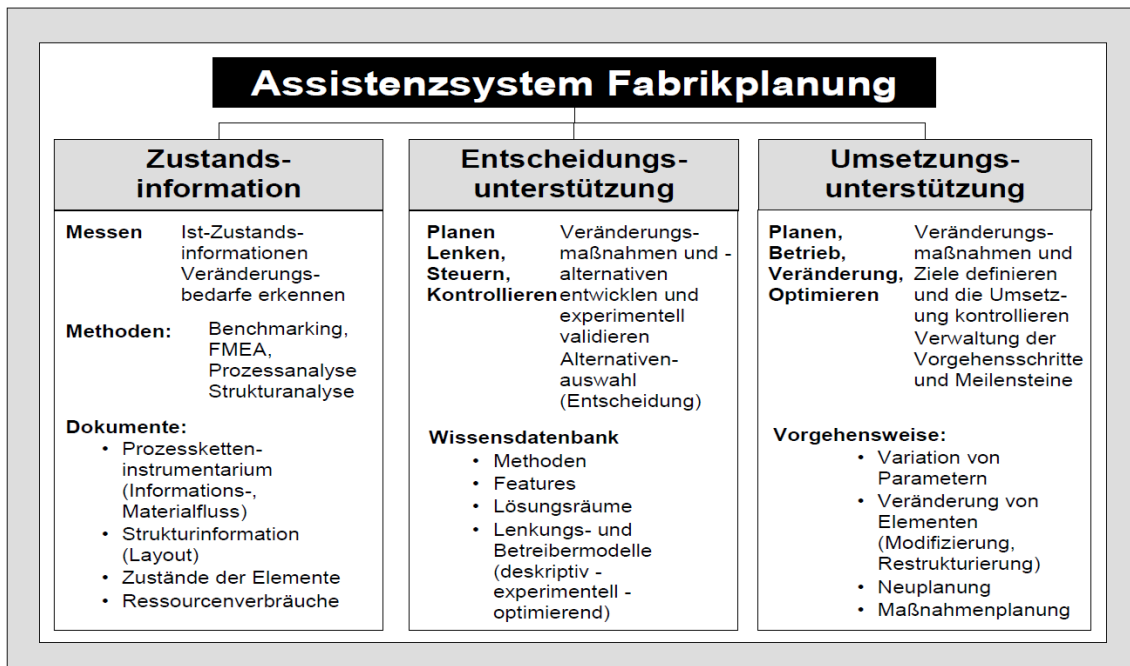 Assistenzsystem Fabrikplanung
Zustands-
information
Messen Ist-Zustands-
informationen
Veränderungs-
bedarfe erkennen
Methoden: Benchmarking,
FMEA,
Prozessanalyse
Strukturanalyse
Dokumente:
• Prozessketten-
instrumentarium
(Informations-,
Materialfluss)
• Strukturinformation
(Layout)
• Zustände der Elemente
• Ressourcenverbräuche
Entscheidungs-
unterstützung
Planen Veränderungs-
Lenken, maßnahmen und -
Steuern, alternativen
Kontrollieren entwicklen und
experimentell
validieren
Alternativen-
auswahl
(Entscheidung)
Wissensdatenbank
• Methoden
• Features
• Lösungsräume
• Lenkungs- und
Betreibermodelle
(deskriptiv -
experimentell -
optimierend)
Umsetzungs-
unterstützung
Planen, Veränderungs-
Betrieb, maßnahmen und
Veränderung, Ziele definieren
Optimieren und die Umsetz-
ung kontrollieren
Verwaltung der
Vorgehensschritte
und Meilensteine
Vorgehensweise:
• Variation von
Parametern
• Veränderung von
Elementen
(Modifizierung,
Restrukturierung)
• Neuplanung
• Maßnahmenplanung